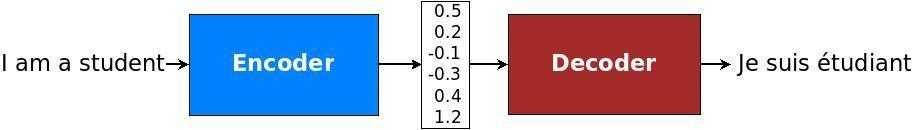 I am a student
Encoder
0.5
0.2
-0.1
-0.3
0.4
1.2
Decoder
Je suis étudiant